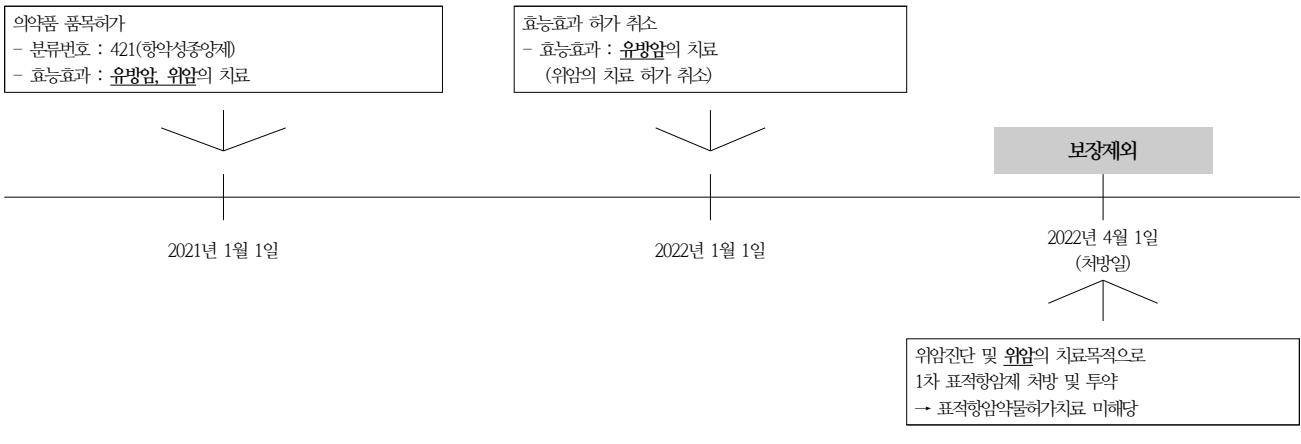 의약품 품목허가
- 분류번호 : 421(항악성종양제)
- 효능효과 : 유방암, 위암의 치료
효능효과 허가 취소
- 효능효과 : 유방암의 치료
(위암의 치료 허가 취소)
보장제외
2021년 1월 1일
2022년 1월 1일
2022년 4월 1일
(처방일)
위암진단 및 위암의 치료목적으로
1차 표적항암제 처방 및 투약
→ 표적항암약물허가치료 미해당